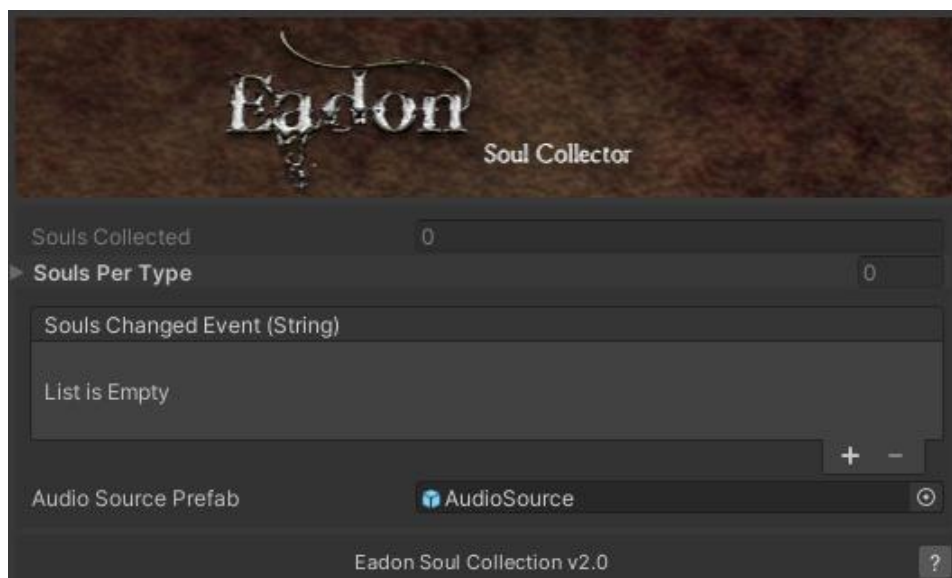 Eadon
Soul Collector
Souls Collected 0
Souls Per Type 0
Souls Changed Event (String)
List is Empty
+ −
Audio Source Prefab AudioSource
Eadon Soul Collection v2.0 ?